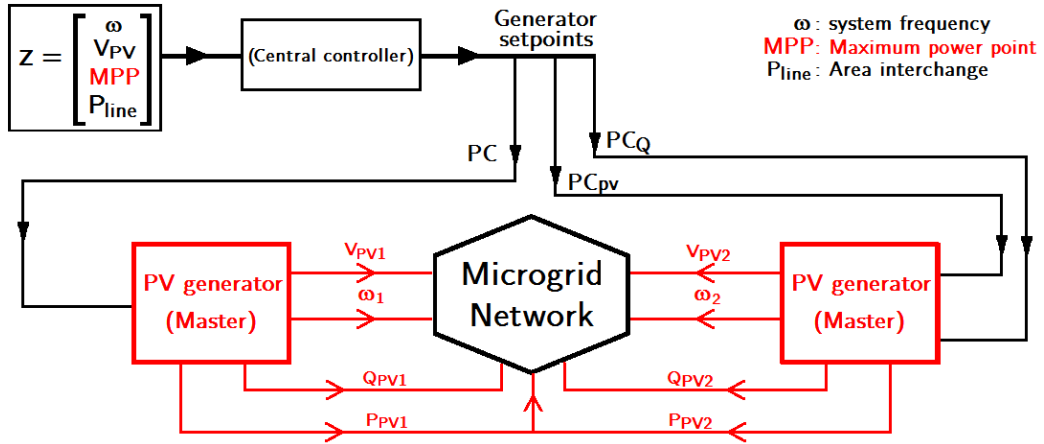 z =
ω
VPV
MPP
Pline
(Central controller)
Generator
setpoints
ω : system frequency
MPP: Maximum power point
Pline : Area interchange
PC
PCpv
PCQ
PV generator
(Master)
VPV1
ω1
Microgrid
Network
VPV2
ω2
PV generator
(Master)
QPV1
QPV2
PPV1
PPV2